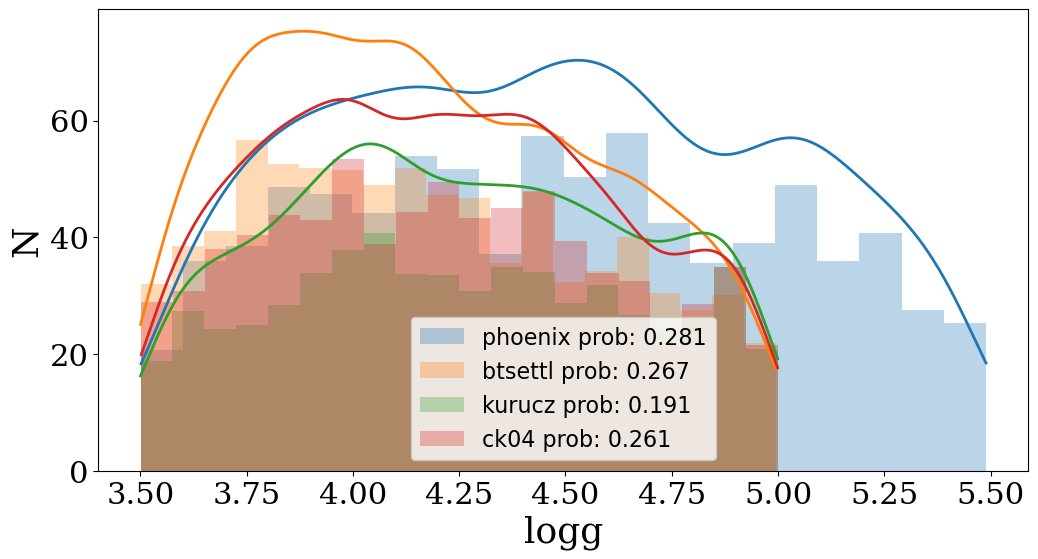 N
60
40
20
0
phoenix prob: 0.281
btsettl prob: 0.267
kurucz prob: 0.191
ck04 prob: 0.261
3.50 3.75 4.00 4.25 4.50 4.75 5.00 5.25 5.50
logg